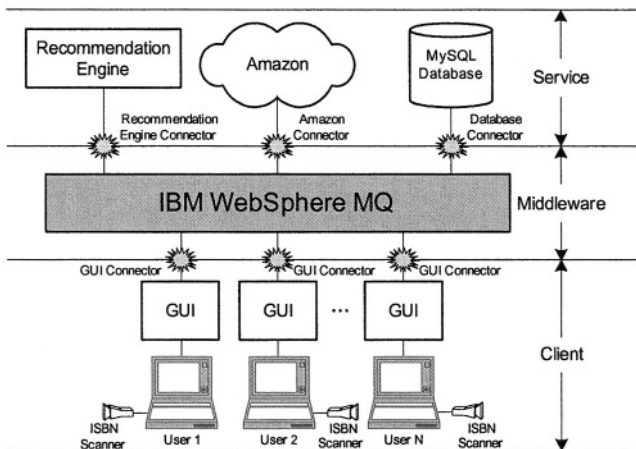 Recommendation
Engine
Amazon
MySQL
Database
Service
Recommendation
Engine Connector
Amazon
Connector
Database
Connector
IBM WebSphere MQ
Middleware
GUI Connector
GUI Connector
GUI Connector
GUI
GUI
...
GUI
Client
ISBN
Scanner
User 1
User 2
ISBN
Scanner
User N
ISBN
Scanner